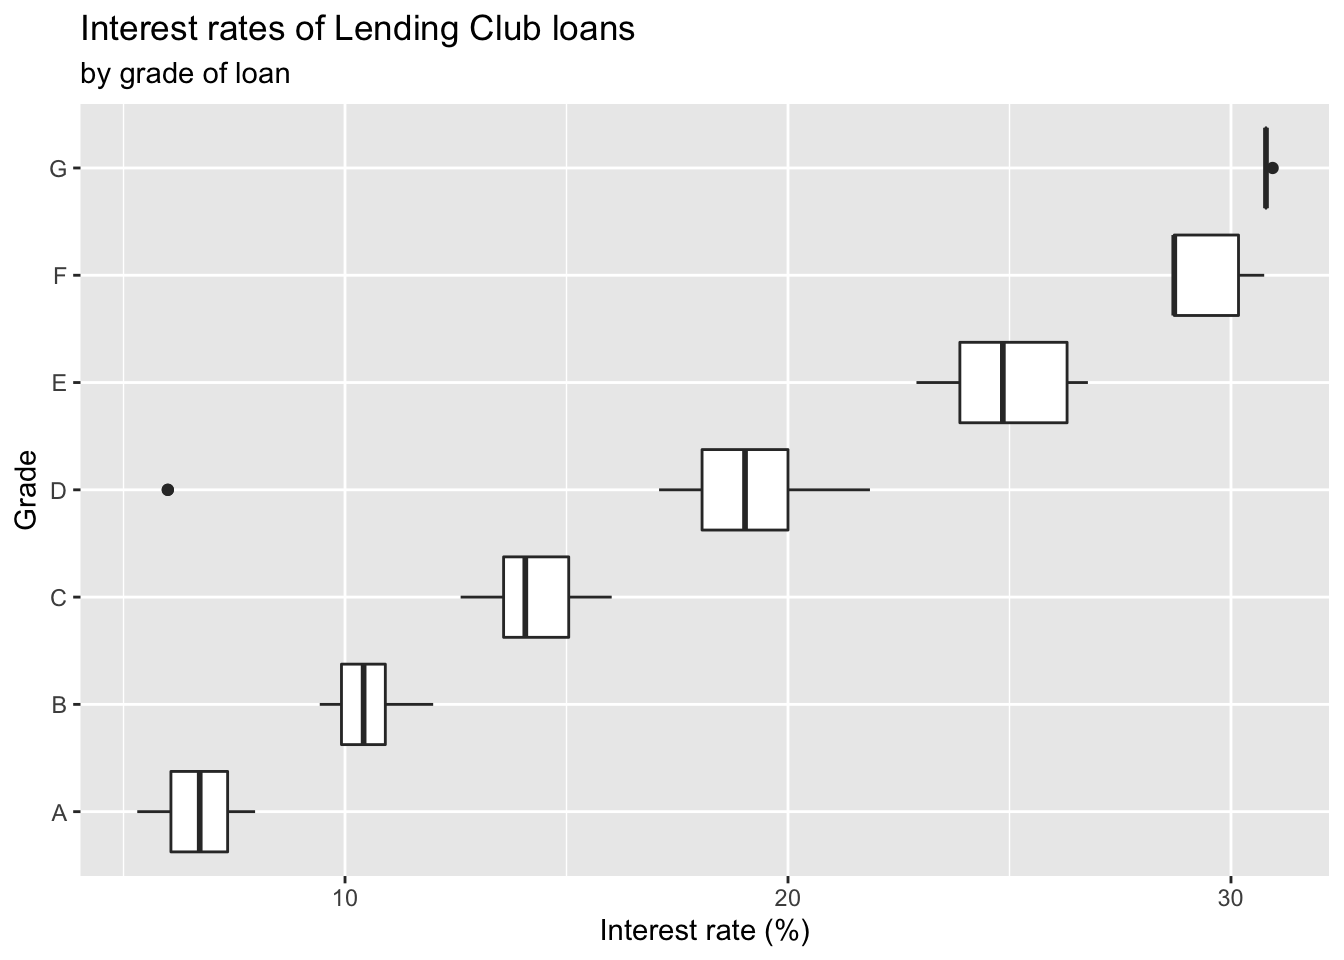 Interest rates of Lending Club loans
by grade of loan
G
F
E
D
C
B
A
Grade
10 20 30
Interest rate (%)